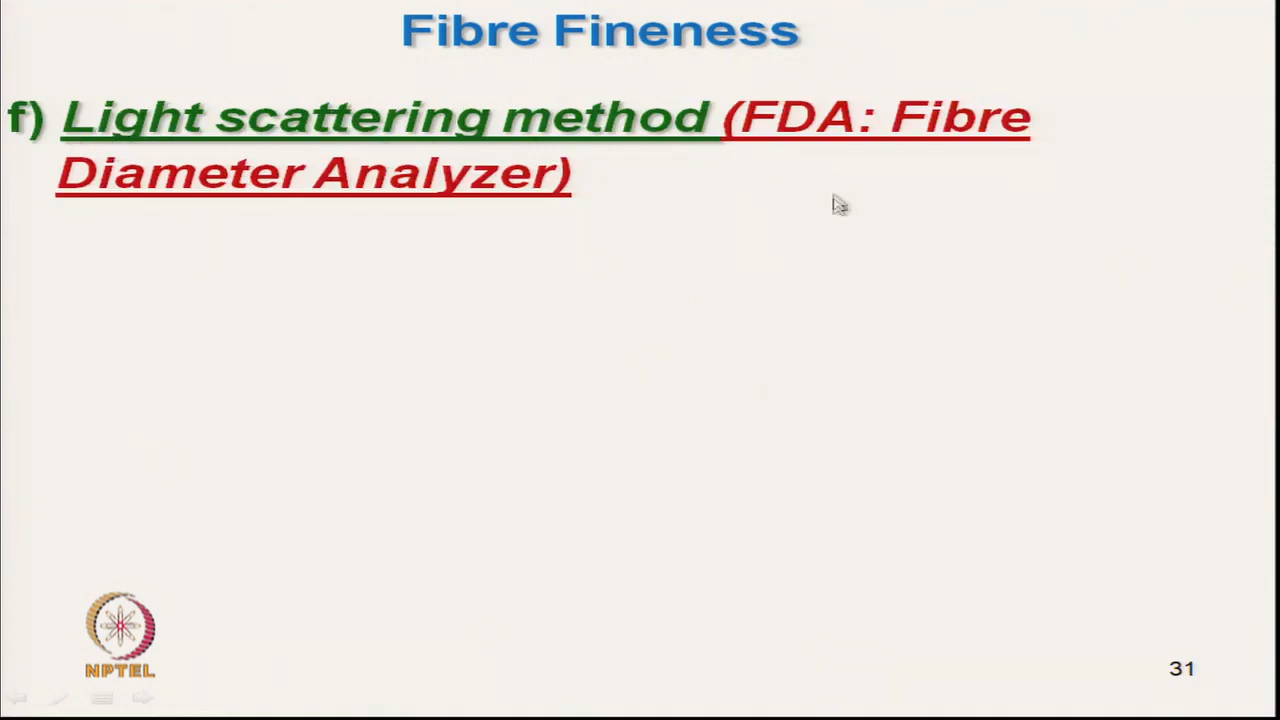 Fibre Fineness
f) Light scattering method (FDA: Fibre
Diameter Analyzer)
NPTEL
31